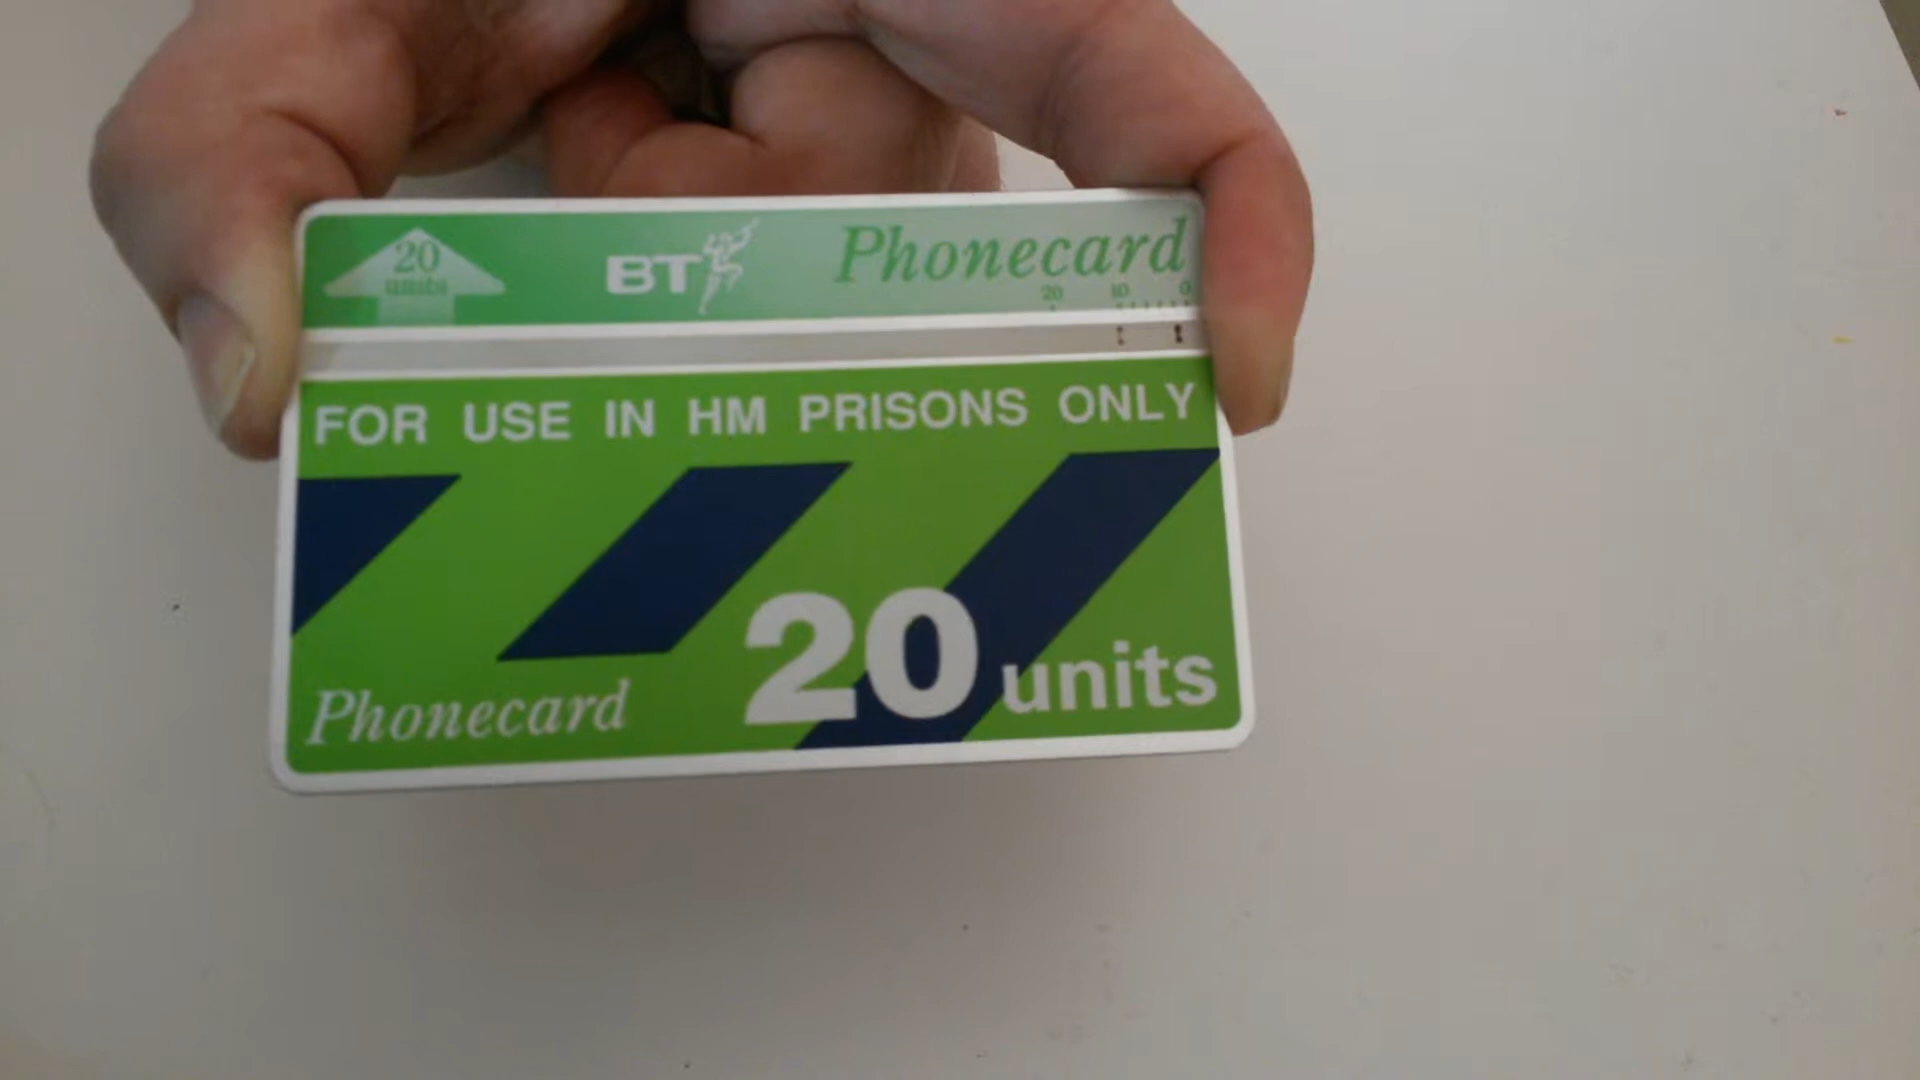 20
units
BT
Phonecard
20 10 0
FOR USE IN HM PRISONS ONLY
Phonecard
20 units